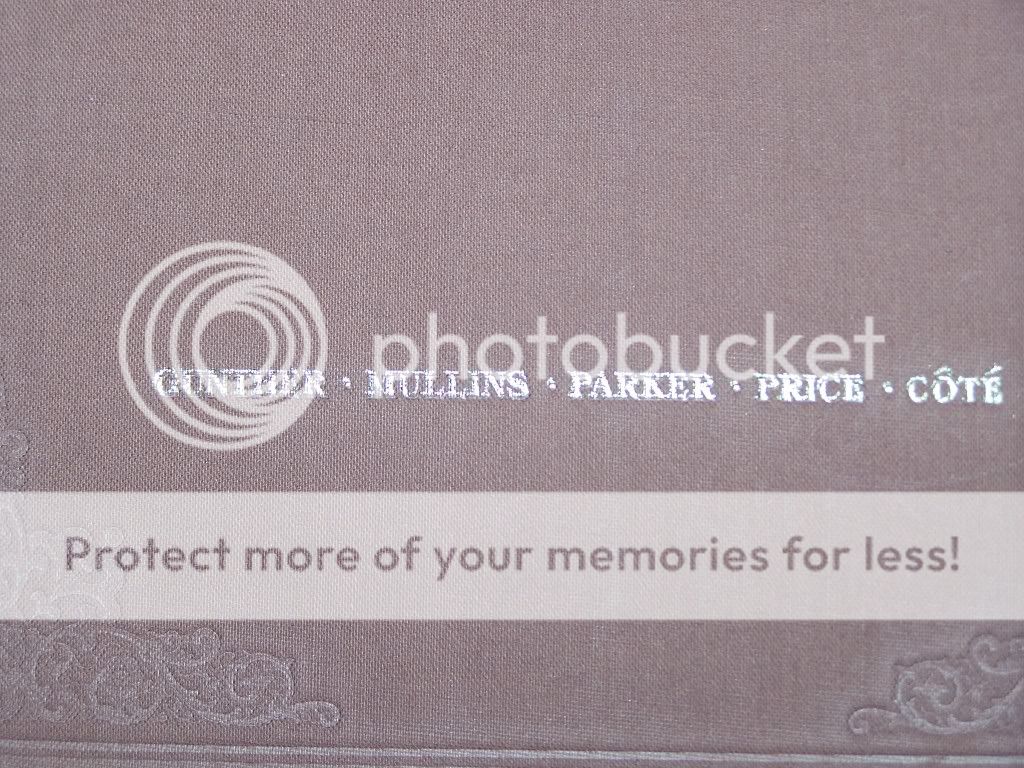 photobucket
GUNTHER · MULLINS · PARKER · PRICE · CÔTÉ
Protect more of your memories for less!